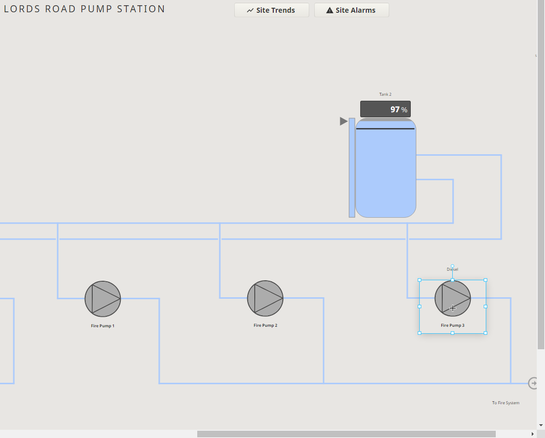 LORDS ROAD PUMP STATION
Site Trends
Site Alarms
Tank 2
97 %
Diesel
Fire Pump 1
Fire Pump 2
Fire Pump 3
To Fire System